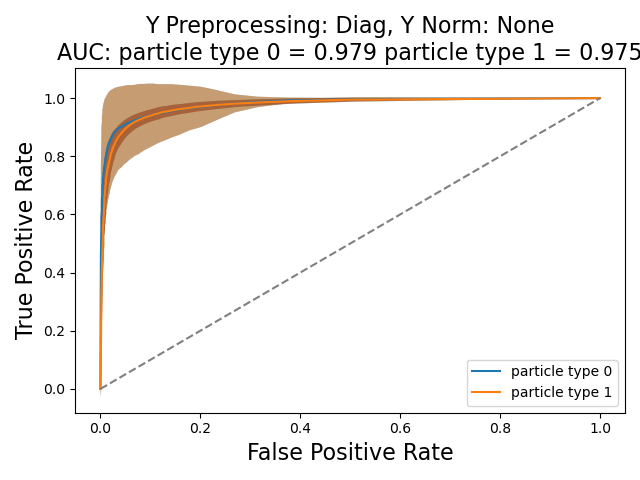 Y Preprocessing: Diag, Y Norm: None
AUC: particle type 0 = 0.979 particle type 1 = 0.975
True Positive Rate
1.0
0.8
0.6
0.4
0.2
0.0
particle type 0
particle type 1
0.0 0.2 0.4 0.6 0.8 1.0
False Positive Rate